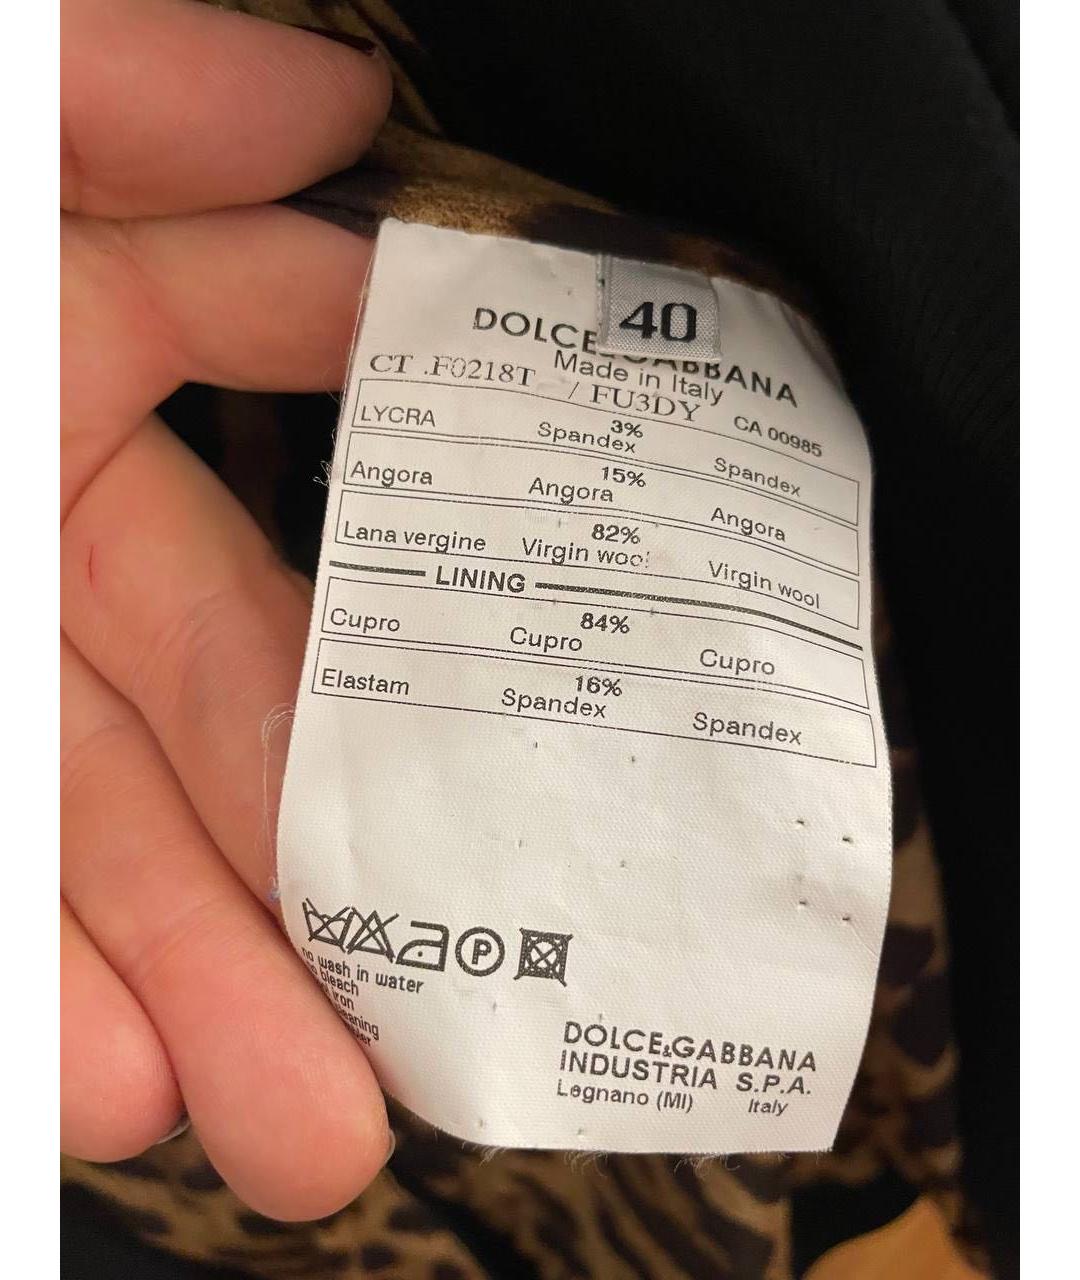 40
DOLCE GABBANA
Made in Italy
CT .F0218T / FU3DY CA 00985
3%
LYCRA Spandex Spandex
15%
Angora Angora Angora
82%
Lana vergine Virgin wool Virgin wool
LINING
84%
Cupro Cupro Cupro
16%
Elastam Spandex Spandex
P
no wash in water
bleach
iron
DOLCE&GABBANA
INDUSTRIA S.P.A.
Legnano (MI) Italy